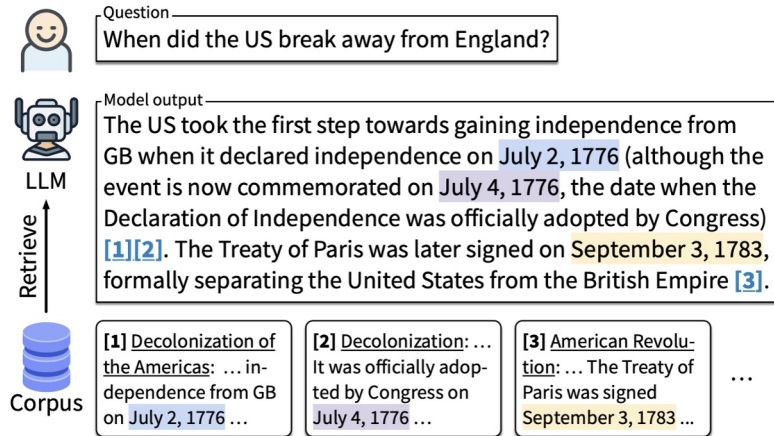 Question
When did the US break away from England?
Model output
The US took the first step towards gaining independence from
GB when it declared independence on July 2, 1776 (although the
event is now commemorated on July 4, 1776, the date when the
Declaration of Independence was officially adopted by Congress)
[1][2]. The Treaty of Paris was later signed on September 3, 1783,
formally separating the United States from the British Empire [3].
LLM
Retrieve
Corpus
[1] Decolonization of
the Americas: … in-
dependence from GB
on July 2, 1776 …
[2] Decolonization: …
It was officially adop-
ted by Congress on
July 4, 1776 …
[3] American Revolu-
tion: … The Treaty of
Paris was signed
September 3, 1783 ...
…